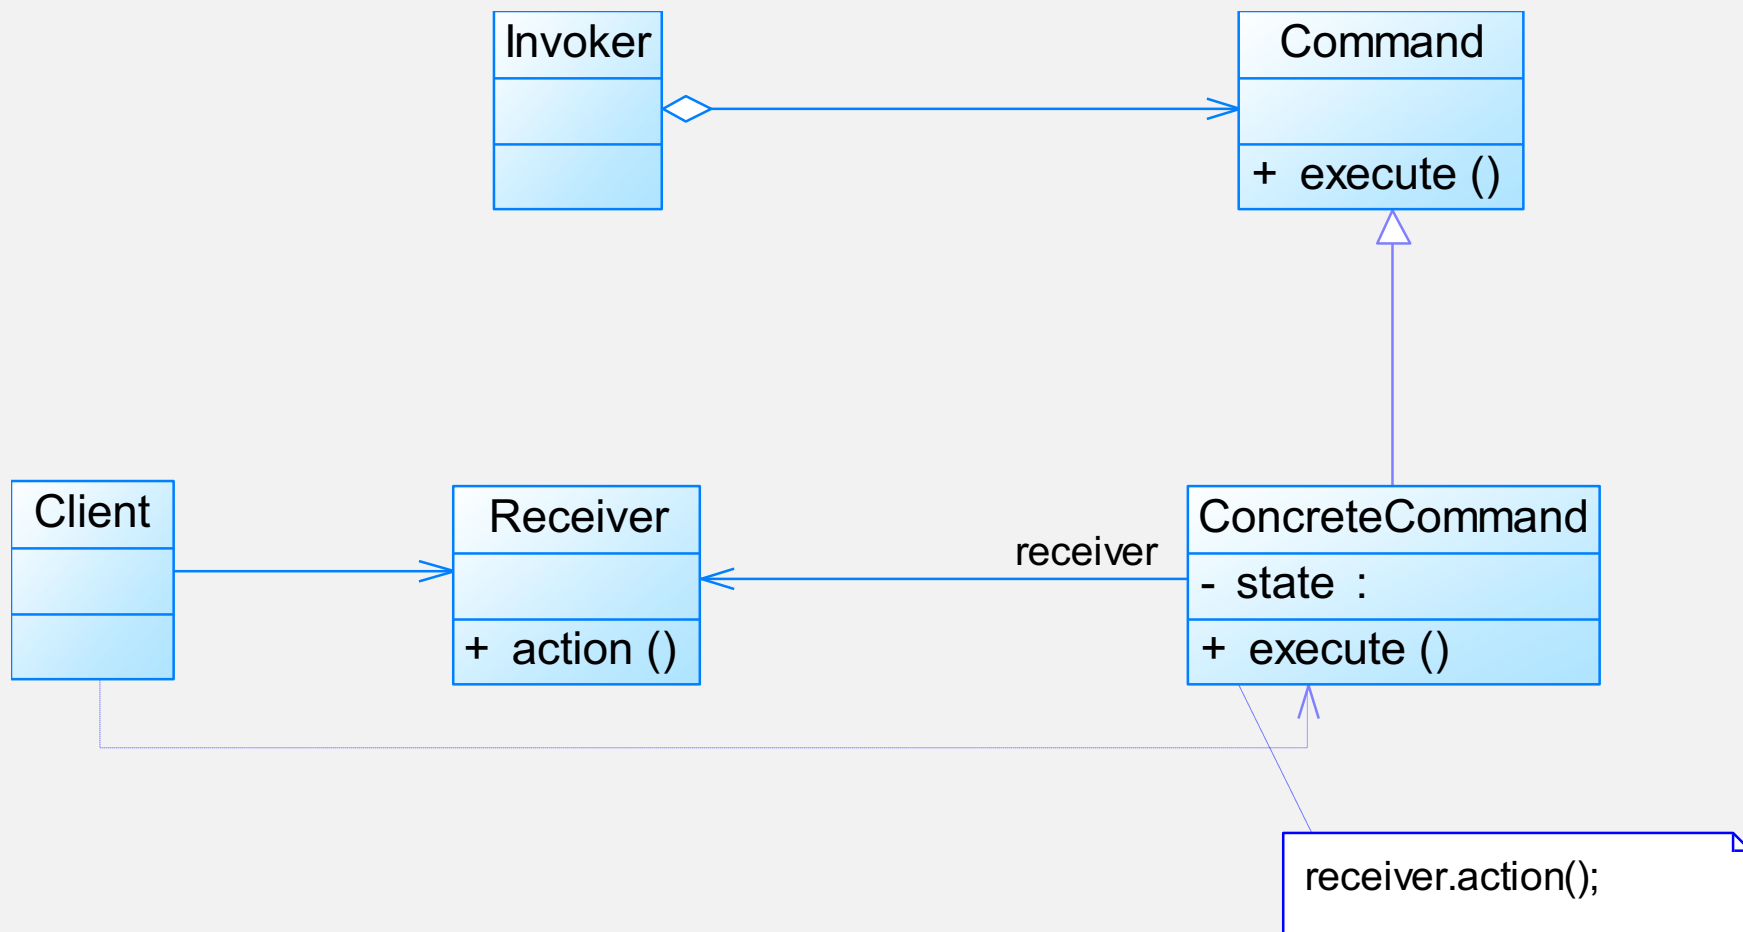 Invoker
Command
+ execute ()
Client
Receiver
+ action ()
receiver
ConcreteCommand
- state :
+ execute ()
receiver.action();